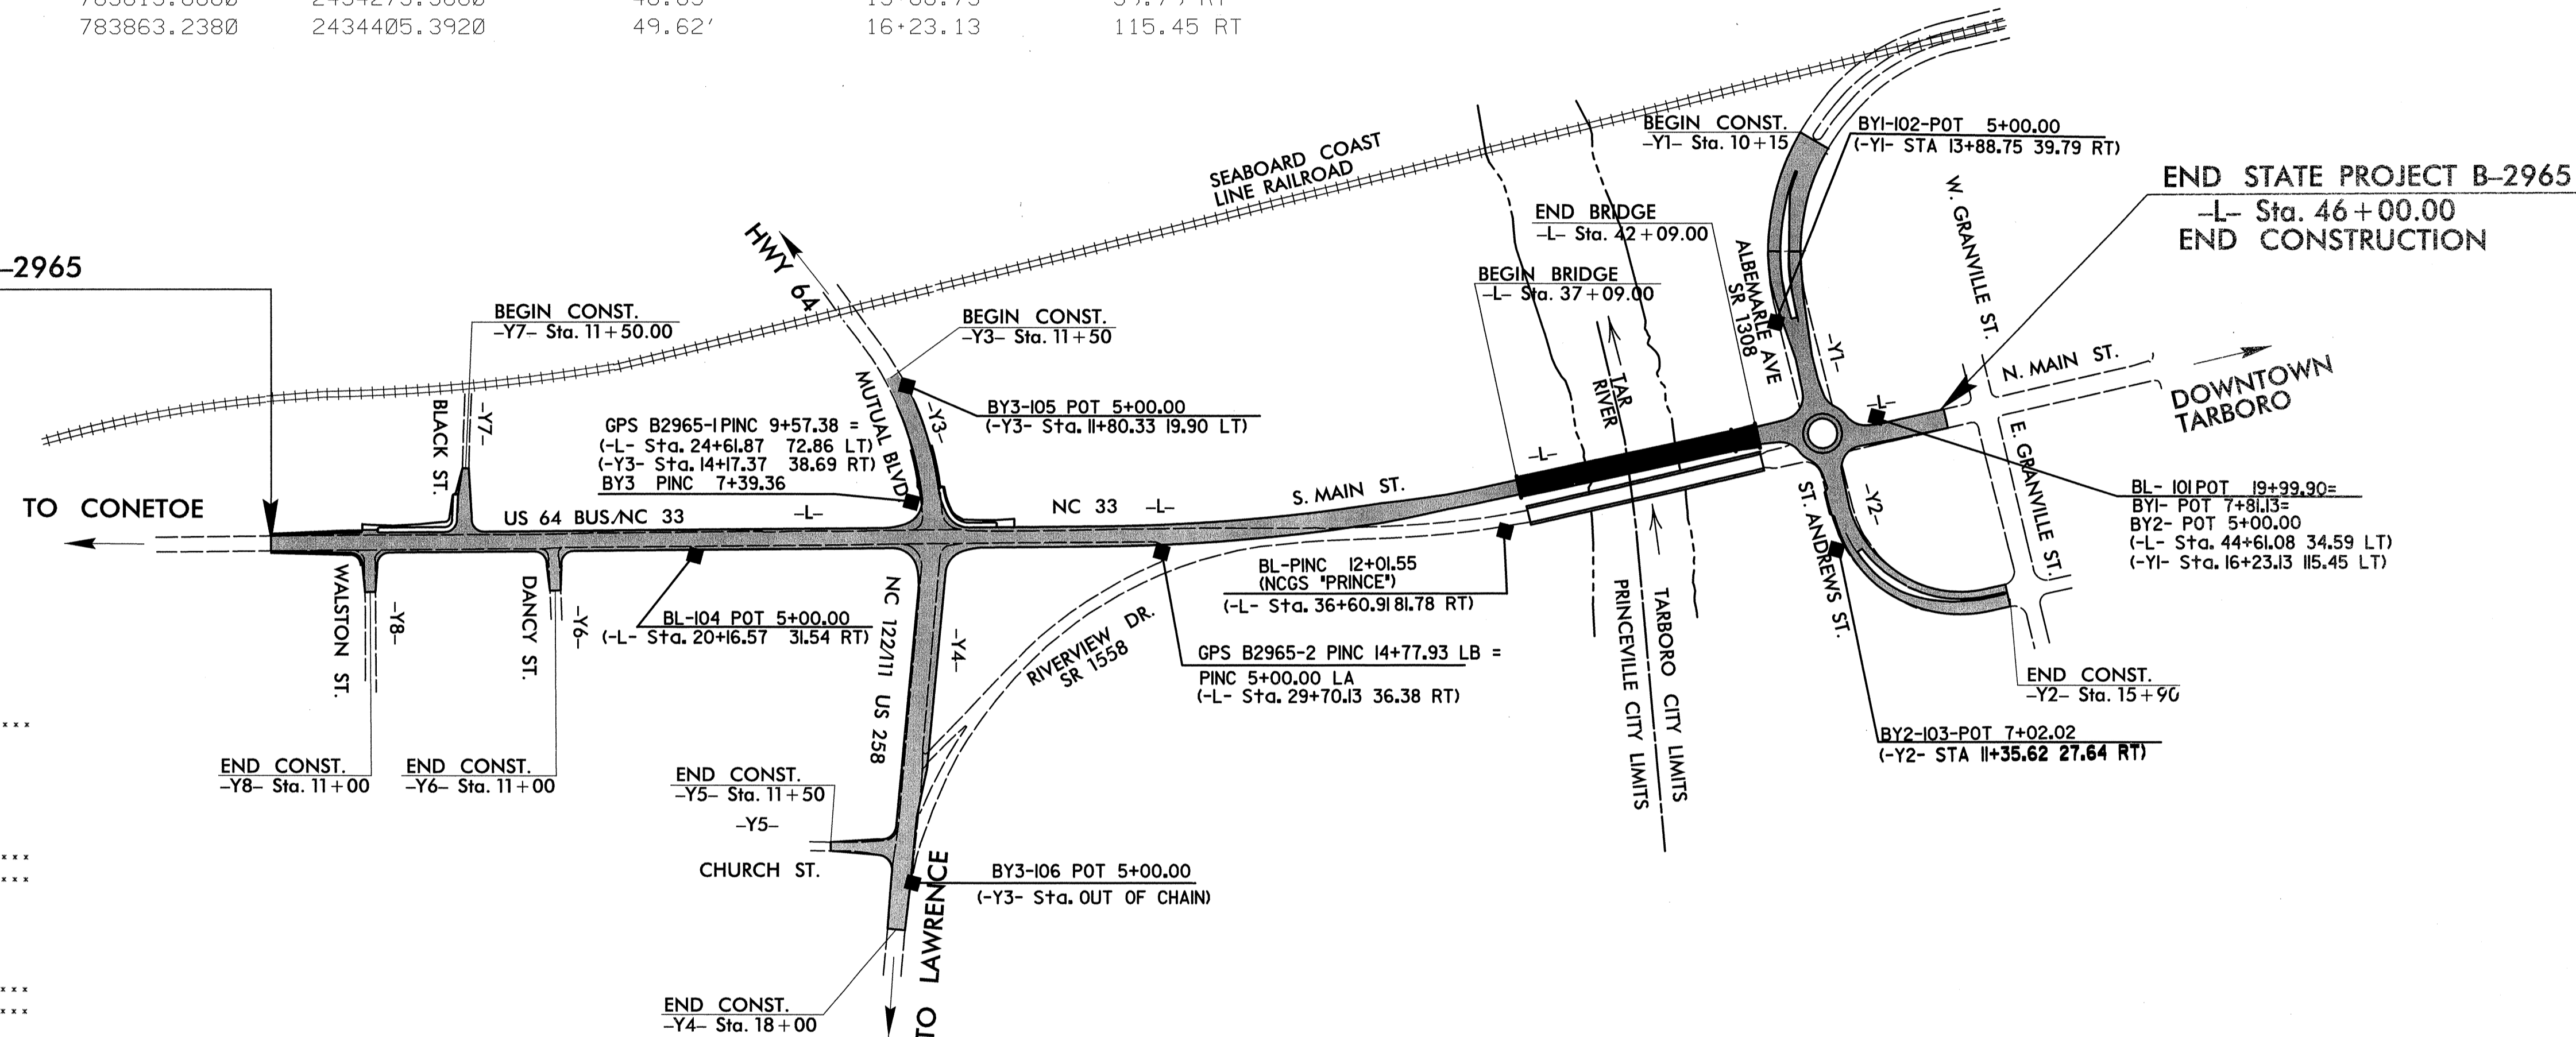 783863.2380 2434405.3920 49.62' 16+23.13 115.45 RT
–2965
TO CONETOE
BEGIN CONST.
–Y7– Sta. 11+50.00
BLACK ST.
–Y7–
US 64 BUS/NC 33
–L–
WALSTON ST.
–Y8–
DANCY ST.
–Y6–
END CONST.
–Y8– Sta. 11+00
END CONST.
–Y6– Sta. 11+00
BL-104 POT 5+00.00
(-L- Sta. 20+16.57 31.54 RT)
GPS B2965-1 PINC 9+57.38 =
(-L- Sta. 24+61.87 72.86 LT)
(-Y3- Sta. 14+17.37 38.69 RT)
BY3 PINC 7+39.36
HWY 64
MUTUAL BLVD
–Y3–
BEGIN CONST.
–Y3– Sta. 11+50
BY3-105 POT 5+00.00
(-Y3- Sta. 11+80.33 19.90 LT)
NC 33
–L–
S. MAIN ST.
NC 122/111 US 258
–Y4–
RIVERVIEW DR.
SR 1558
END CONST.
–Y5– Sta. 11+50
–Y5–
CHURCH ST.
BY3-106 POT 5+00.00
(-Y3- Sta. OUT OF CHAIN)
TO LAWRENCE
END CONST.
–Y4– Sta. 18+00
SEABOARD COAST
LINE RAILROAD
BL-PINC 12+01.55
(NCGS "PRINCE")
(-L- Sta. 36+60.91 81.78 RT)
GPS B2965-2 PINC 14+77.93 LB =
PINC 5+00.00 LA
(-L- Sta. 29+70.13 36.38 RT)
BEGIN BRIDGE
–L– Sta. 37+09.00
END BRIDGE
–L– Sta. 42+09.00
–L–
TAR
RIVER
PRINCEVILLE CITY LIMITS
TARBORO CITY LIMITS
BEGIN CONST.
–Y1– Sta. 10+15
BY1-102-POT 5+00.00
(-Y1- STA 13+88.75 39.79 RT)
ALBEMARLE AVE
SR 1308
–Y1–
–L–
END STATE PROJECT B–2965
–L– Sta. 46+00.00
END CONSTRUCTION
W. GRANVILLE ST.
N. MAIN ST.
DOWNTOWN
TARBORO
E. GRANVILLE ST.
ST. ANDREWS ST.
–Y2–
BL- 101 POT 19+99.90=
BY1- POT 7+81.13=
BY2- POT 5+00.00
(-L- Sta. 44+61.08 34.59 LT)
(-Y1- Sta. 16+23.13 115.45 LT)
END CONST.
–Y2– Sta. 15+90
BY2-103-POT 7+02.02
(-Y2- STA 11+35.62 27.64 RT)